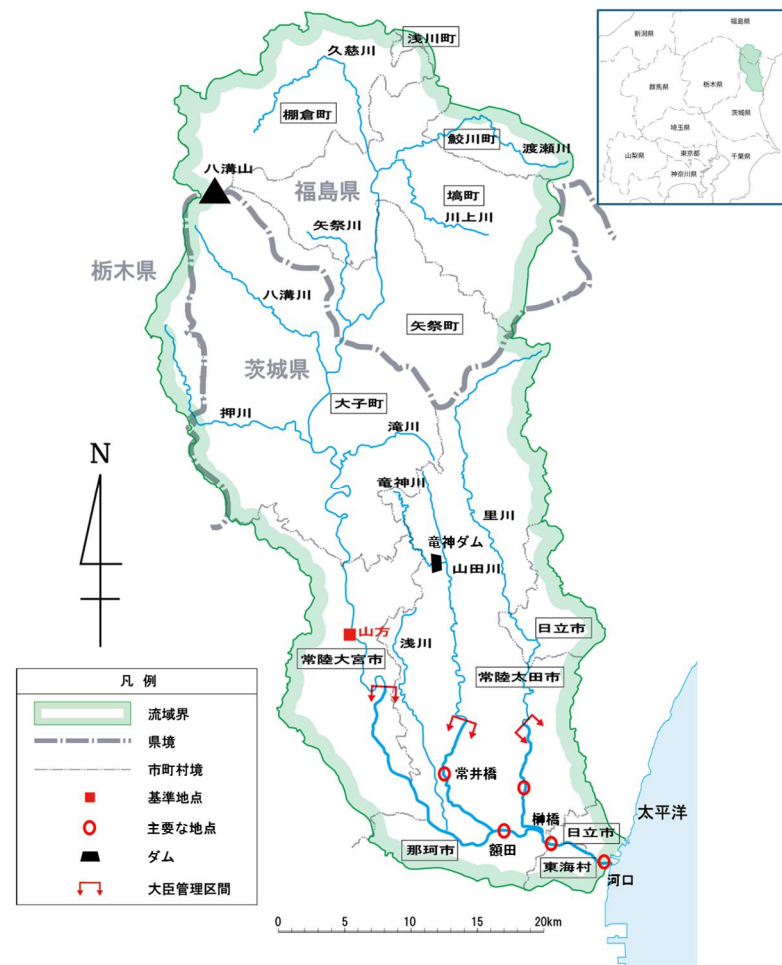 福島県
新潟県
栃木県
群馬県
茨城県
埼玉県
東京都
山梨県
千葉県
神奈川県
浅川町
久慈川
棚倉町
鮫川町
渡瀬川
八溝山
福島県
塙町
矢祭川
川上川
栃木県
八溝川
矢祭町
茨城県
大子町
押川
滝川
N
竜神川
里川
竜神ダム
山田川
山方
浅川
日立市
常陸大宮市
常陸太田市
凡 例
流域界
県境
市町村境
基準地点
主要な地点
ダム
大臣管理区間
常井橋
太平洋
榊橋
日立市
那珂市
額田
東海村
河口
0 5 10 20km